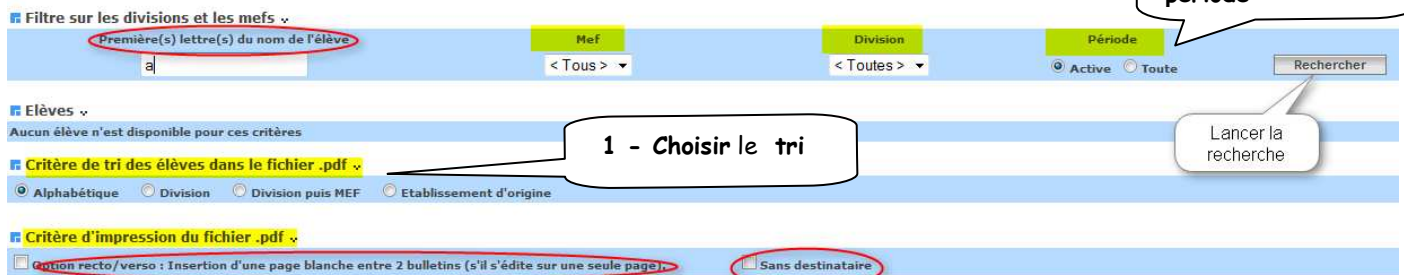 période
Filtre sur les divisions et les mefs
Première(s) lettre(s) du nom de l'élève Mef Division Période
a < Tous > < Toutes > Active Toute Rechercher
Elèves
Aucun élève n'est disponible pour ces critères
Lancer la
recherche
1 - Choisir le tri
Critère de tri des élèves dans le fichier .pdf
Alphabétique Division Division puis MEF Etablissement d'origine
Critère d'impression du fichier .pdf
Option recto/verso : Insertion d'une page blanche entre 2 bulletins (s'il s'édite sur une seule page). Sans destinataire